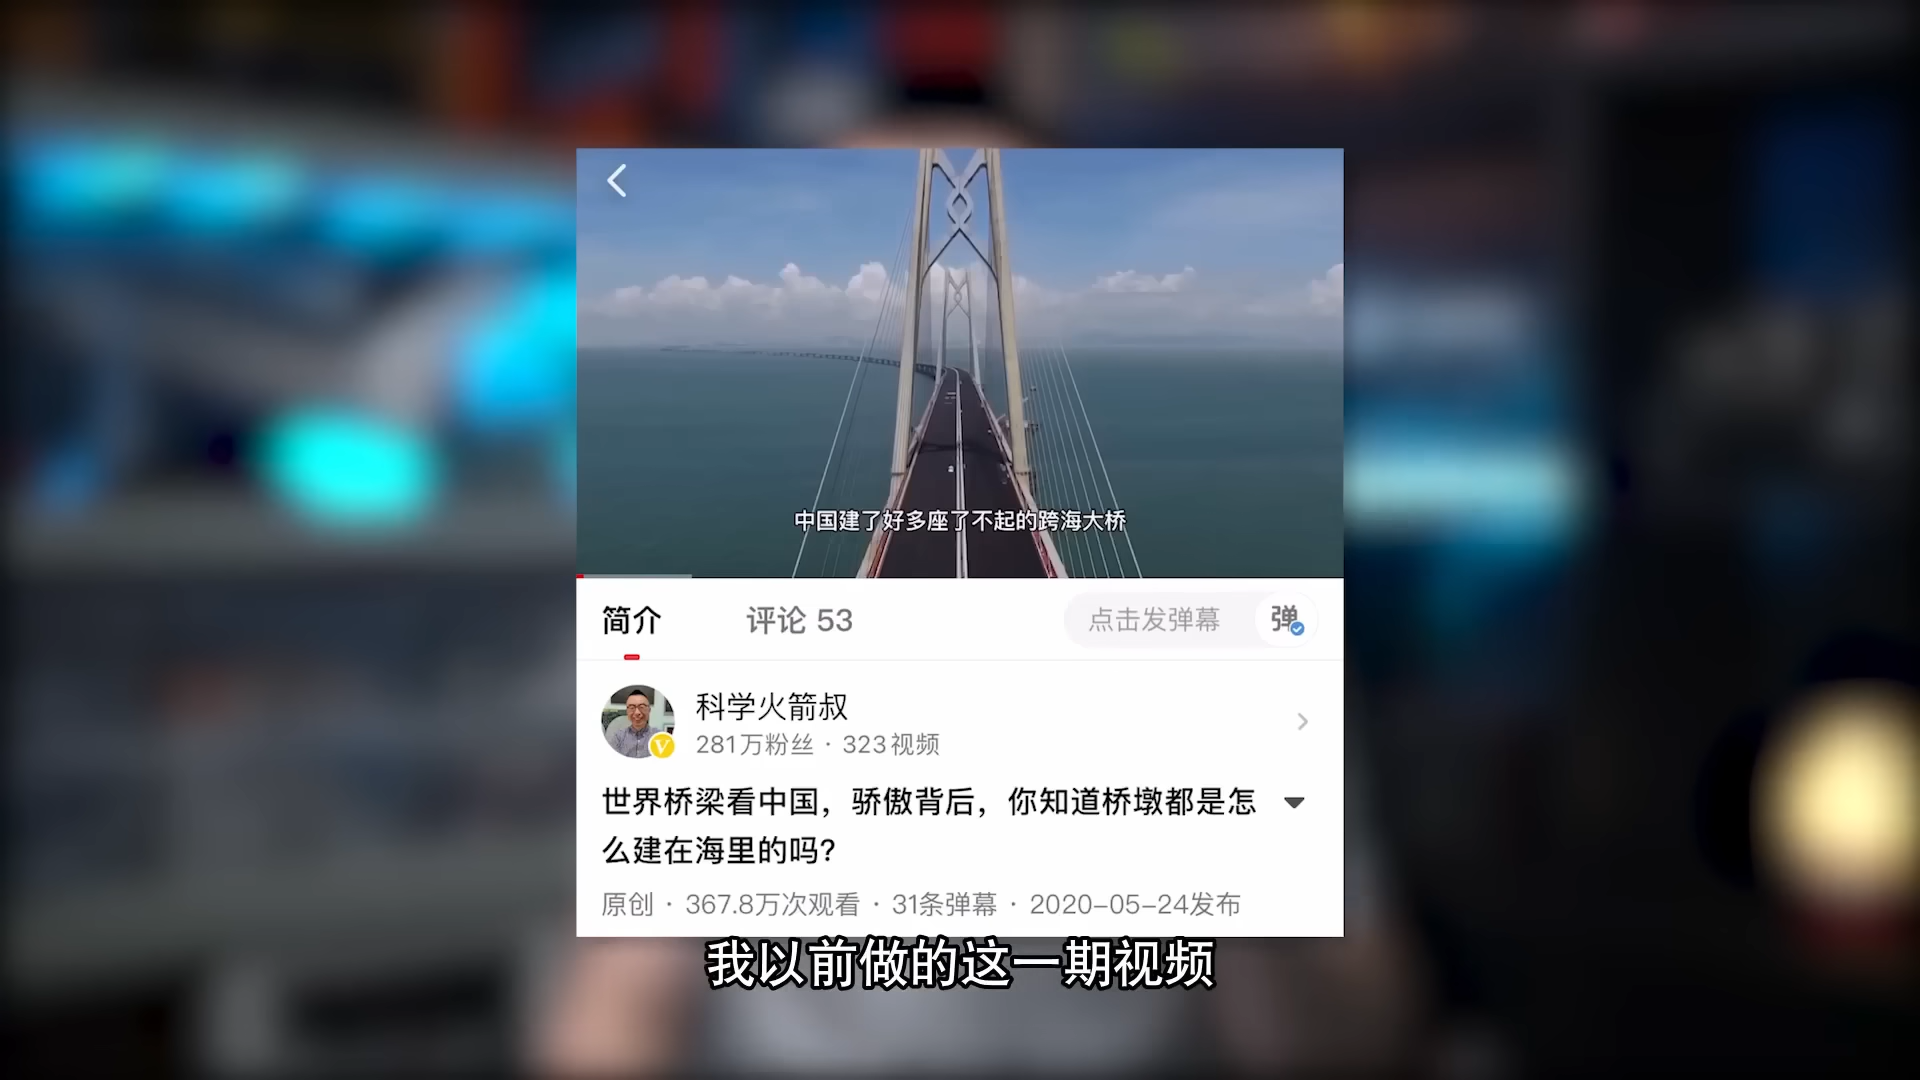 中国建了好多座了不起的跨海大桥
简介
评论 53
点击发弹幕
弹
科学火箭叔
V
281万粉丝 · 323视频
世界桥梁看中国，骄傲背后，你知道桥墩都是怎
么建在海里的吗？
原创 · 367.8万次观看 · 31条弹幕 · 2020-05-24发布
我以前做的这一期视频